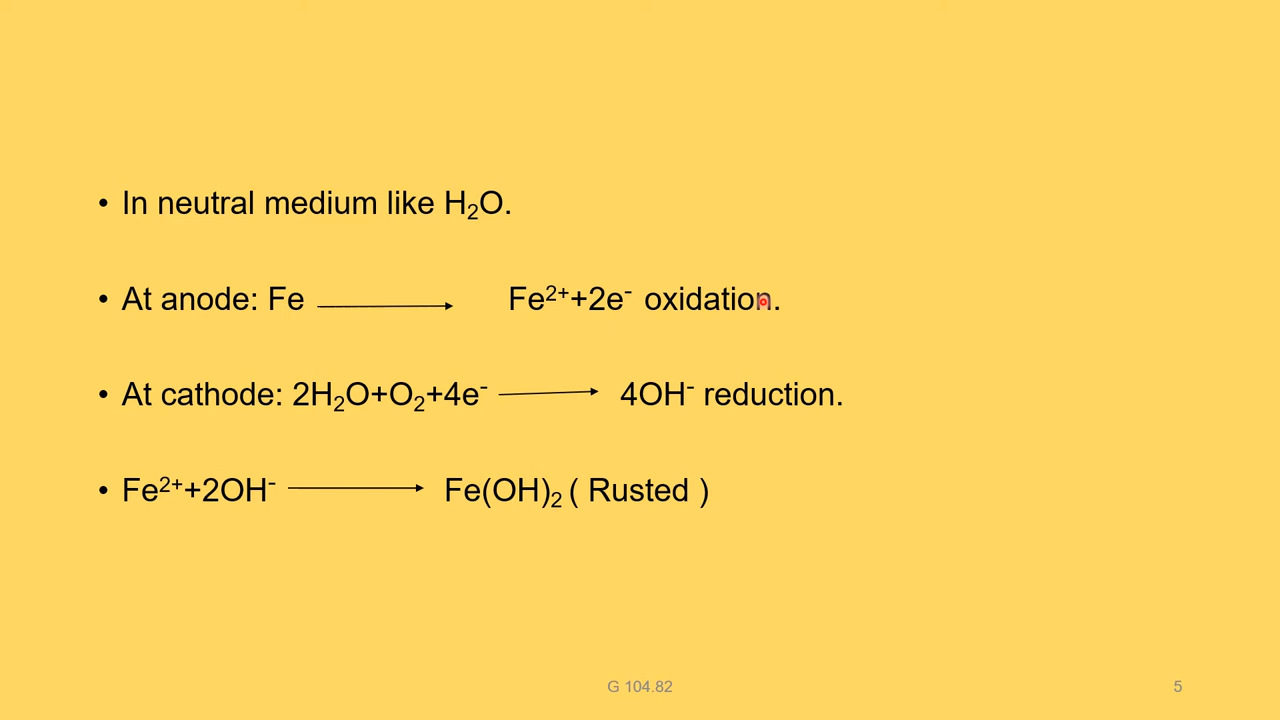 • In neutral medium like H₂O.
• At anode: Fe ⟶ Fe²⁺+2e⁻ oxidation.
• At cathode: 2H₂O+O₂+4e⁻ ⟶ 4OH⁻ reduction.
• Fe²⁺+2OH⁻ ⟶ Fe(OH)₂ ( Rusted )
G 104.82 5